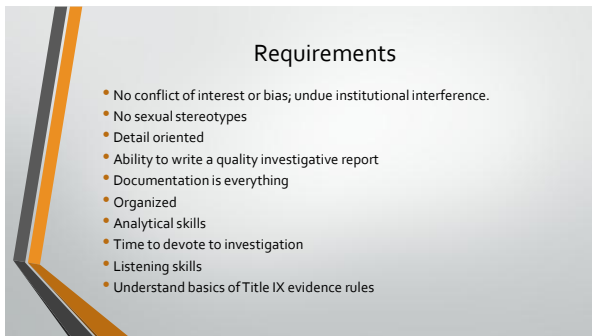 Requirements
• No conflict of interest or bias; undue institutional interference.
• No sexual stereotypes
• Detail oriented
• Ability to write a quality investigative report
• Documentation is everything
• Organized
• Analytical skills
• Time to devote to investigation
• Listening skills
• Understand basics of Title IX evidence rules